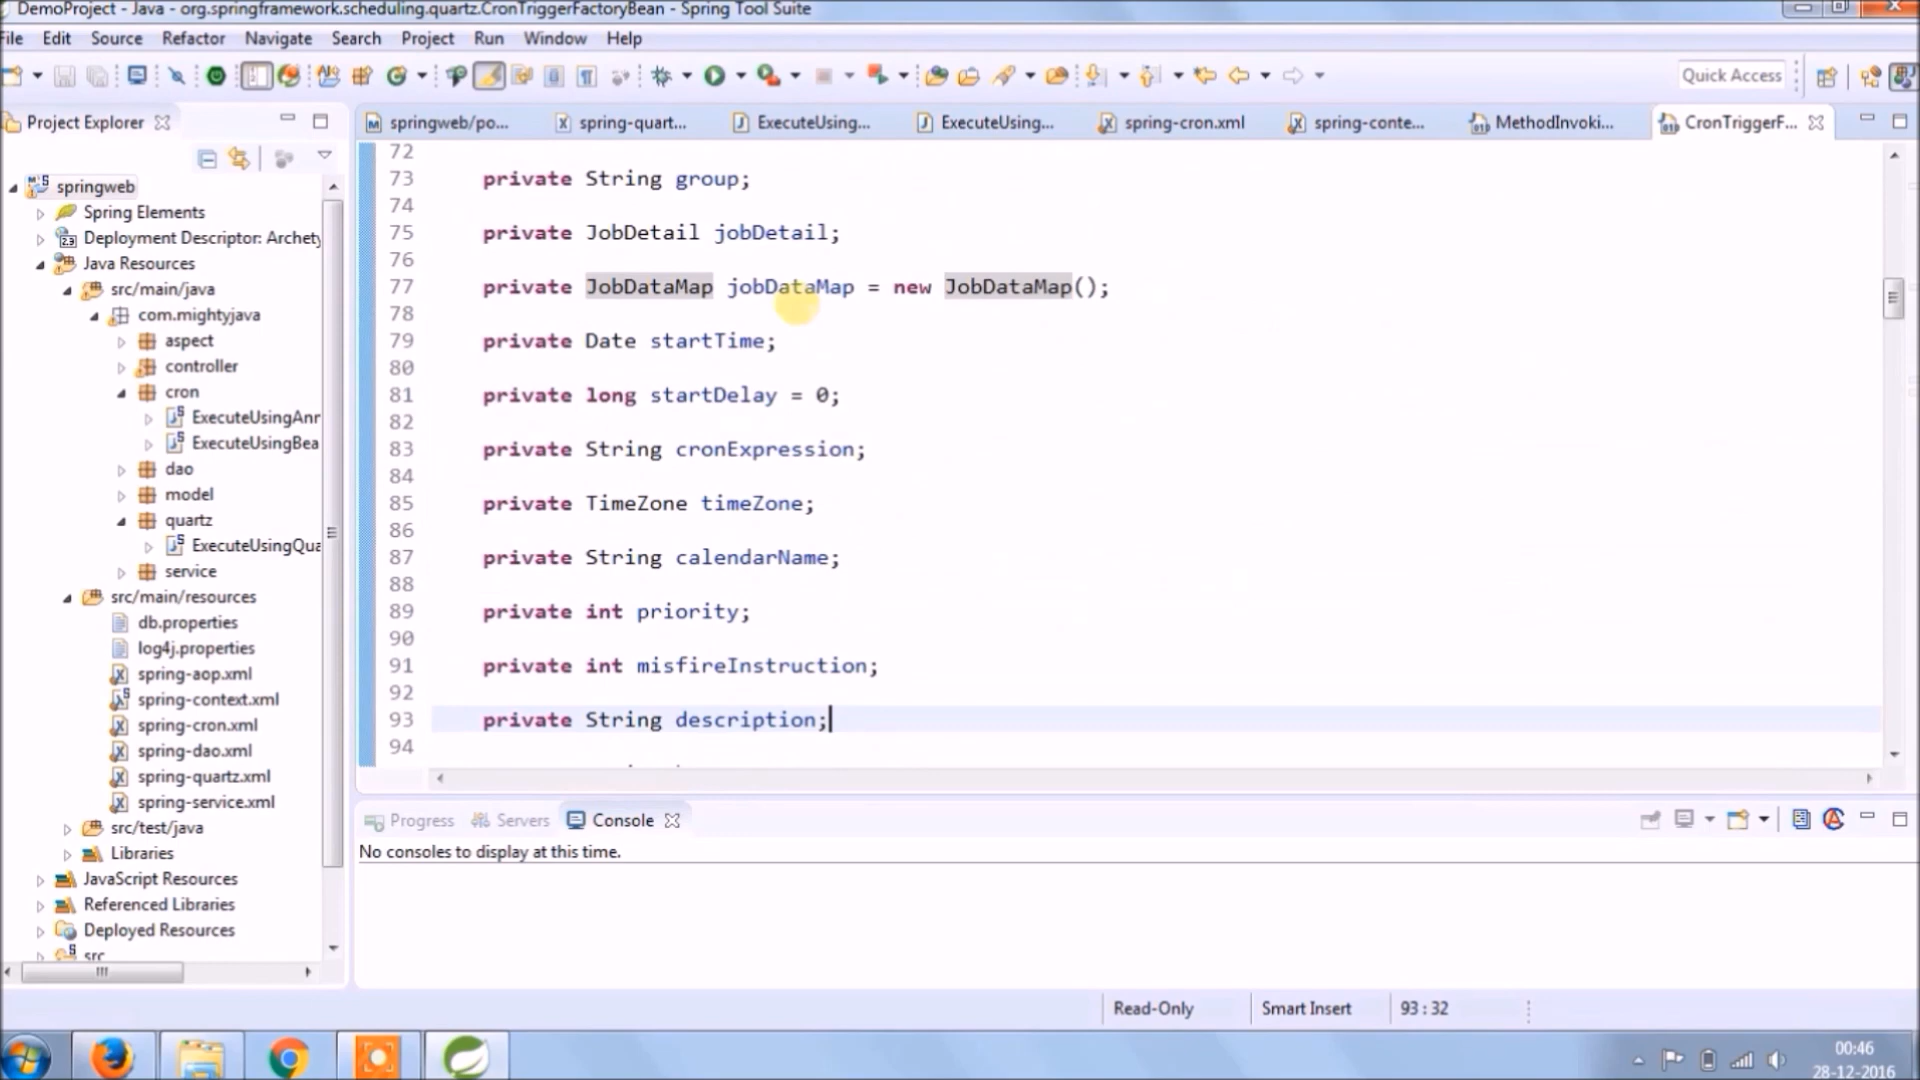 DemoProject - Java - org.springframework.scheduling.quartz.CronTriggerFactoryBean - Spring Tool Suite
File Edit Source Refactor Navigate Search Project Run Window Help
Quick Access
Project Explorer
springweb/po... spring-quart... ExecuteUsing... ExecuteUsing... spring-cron.xml spring-conte... MethodInvoki... CronTriggerF...
springweb
Spring Elements
Deployment Descriptor: Archety
Java Resources
src/main/java
com.mightyjava
aspect
controller
cron
ExecuteUsingAnr
ExecuteUsingBea
dao
model
quartz
ExecuteUsingQua
service
src/main/resources
db.properties
log4j.properties
spring-aop.xml
spring-context.xml
spring-cron.xml
spring-dao.xml
spring-quartz.xml
spring-service.xml
src/test/java
Libraries
JavaScript Resources
Referenced Libraries
Deployed Resources
src
72
73 private String group;
74
75 private JobDetail jobDetail;
76
77 private JobDataMap jobDataMap = new JobDataMap();
78
79 private Date startTime;
80
81 private long startDelay = 0;
82
83 private String cronExpression;
84
85 private TimeZone timeZone;
86
87 private String calendarName;
88
89 private int priority;
90
91 private int misfireInstruction;
92
93 private String description;
94
Progress Servers Console
No consoles to display at this time.
Read-Only Smart Insert 93 : 32
00:46
28-12-2016